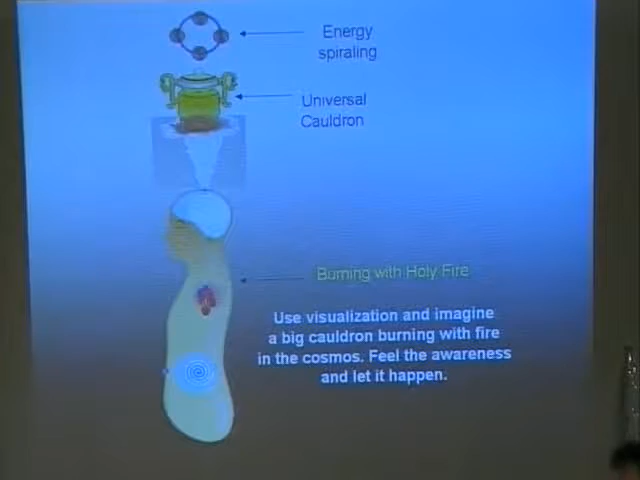 Energy
spiraling
Universal
Cauldron
Burning with Holy Fire
Use visualization and imagine
a big cauldron burning with fire
in the cosmos. Feel the awareness
and let it happen.